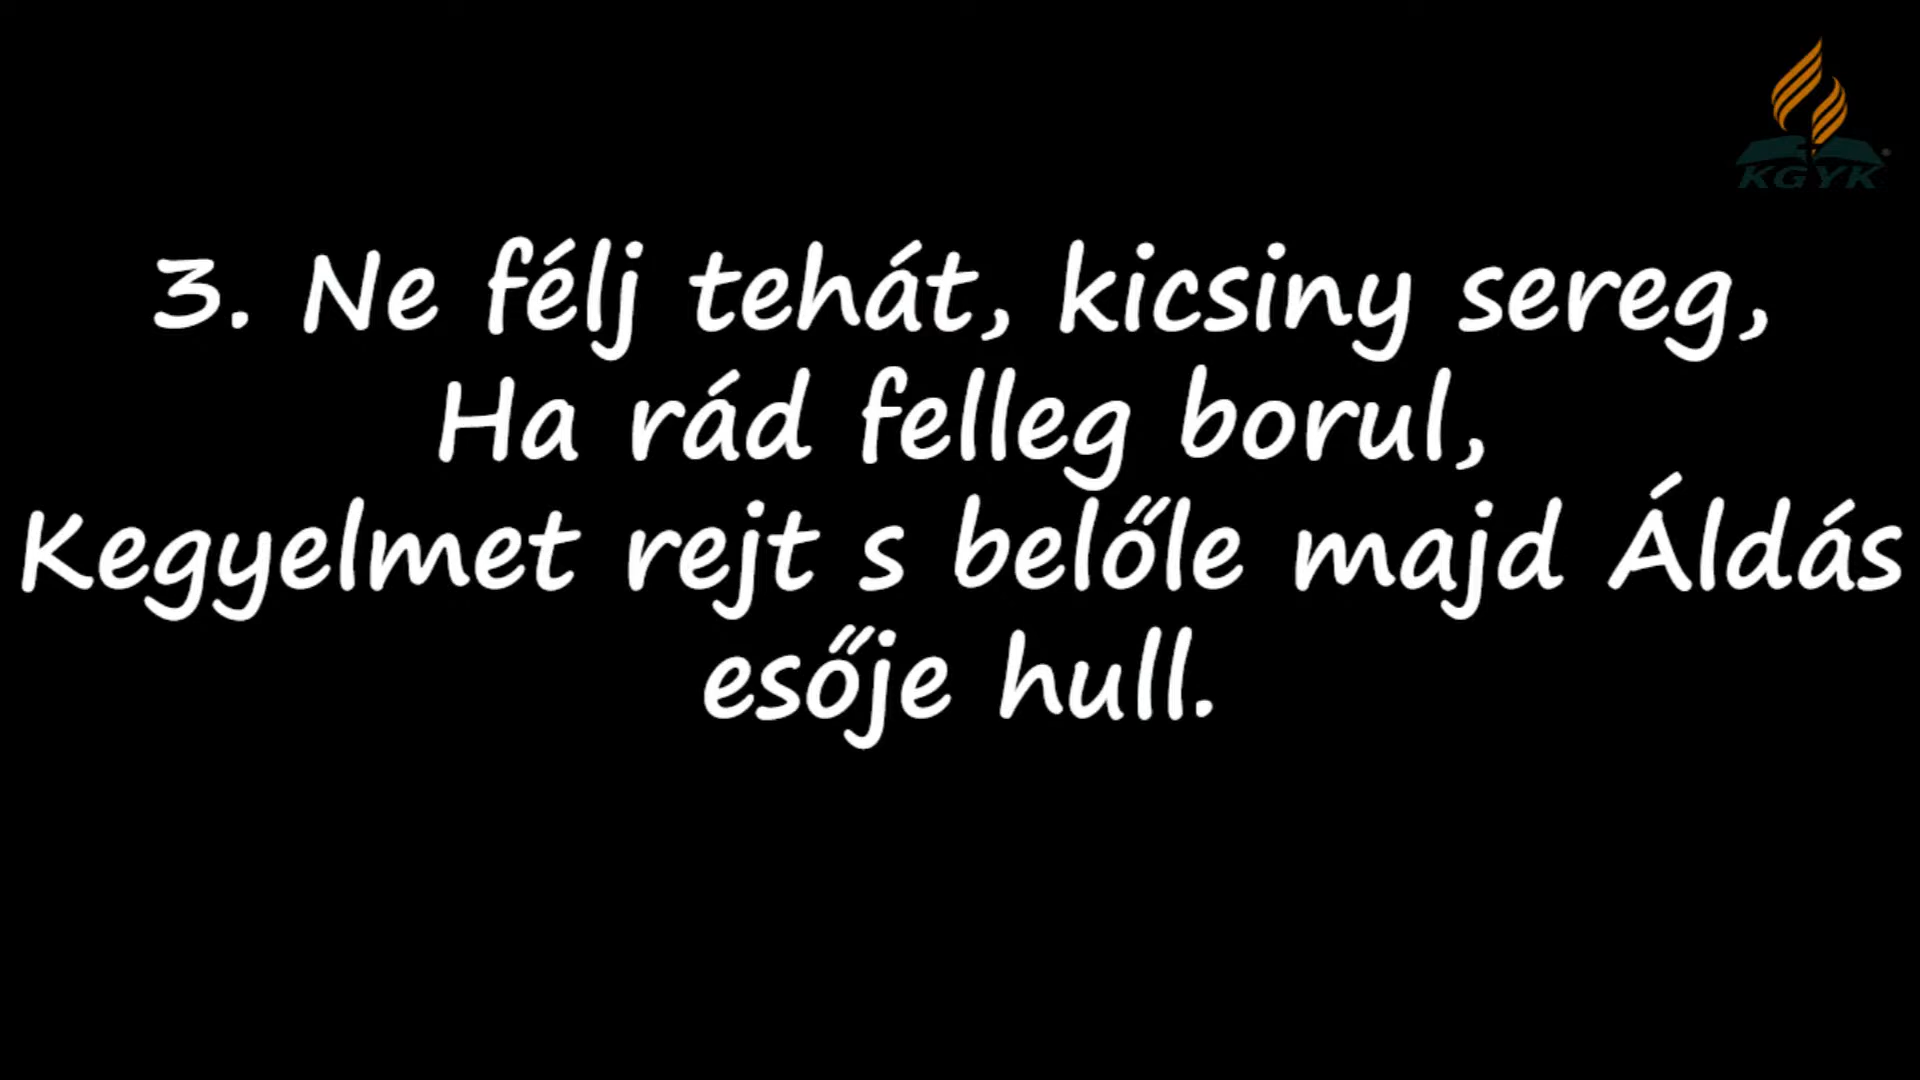 KGYK
3. Ne félj tehát, kicsiny sereg,
Ha rád felleg borul,
Kegyelmet rejt s belőle majd Áldás
esője hull.